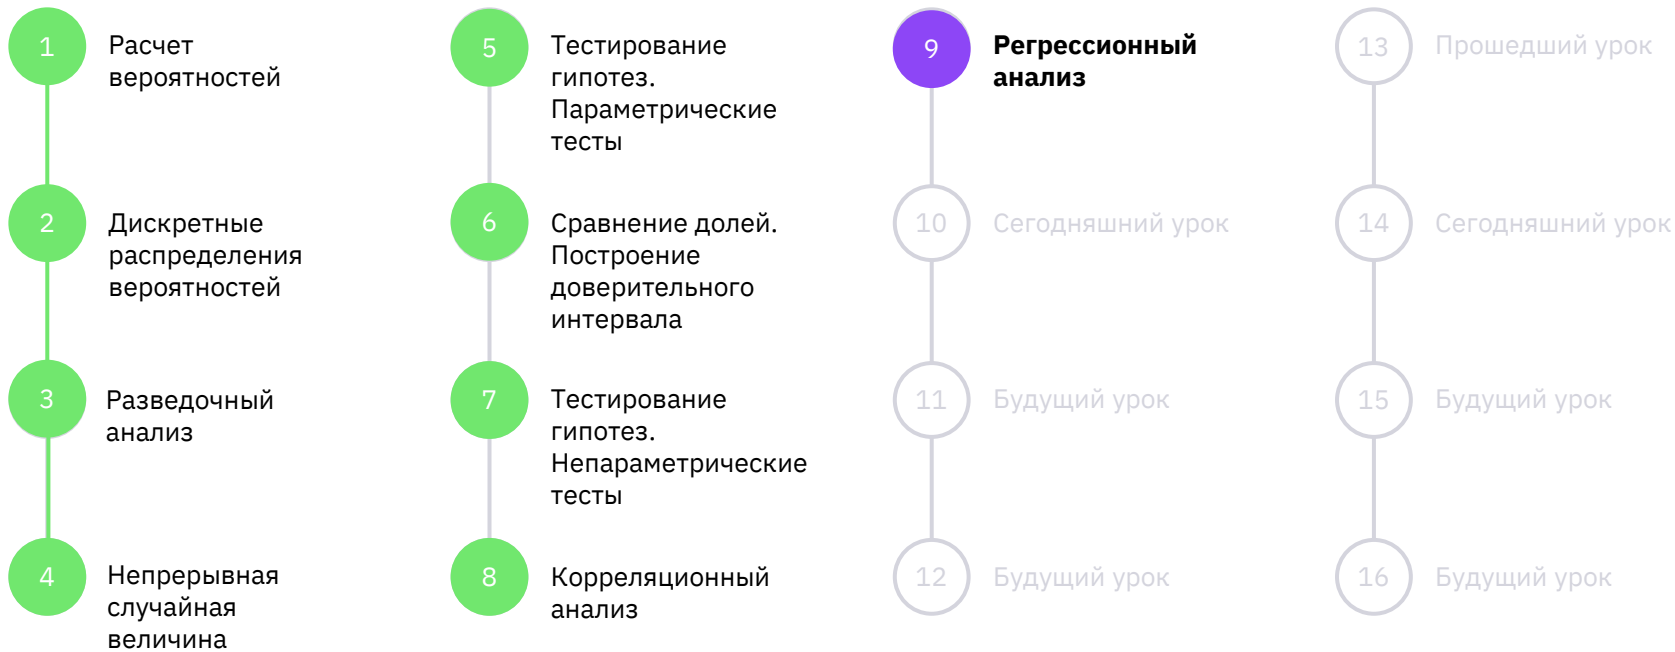 1
Расчет
вероятностей
2
Дискретные
распределения
вероятностей
3
Разведочный
анализ
4
Непрерывная
случайная
величина
5
Тестирование
гипотез.
Параметрические
тесты
6
Сравнение долей.
Построение
доверительного
интервала
7
Тестирование
гипотез.
Непараметрические
тесты
8
Корреляционный
анализ
9
Регрессионный
анализ
10
Сегодняшний урок
11
Будущий урок
12
Будущий урок
13
Прошедший урок
14
Сегодняшний урок
15
Будущий урок
16
Будущий урок